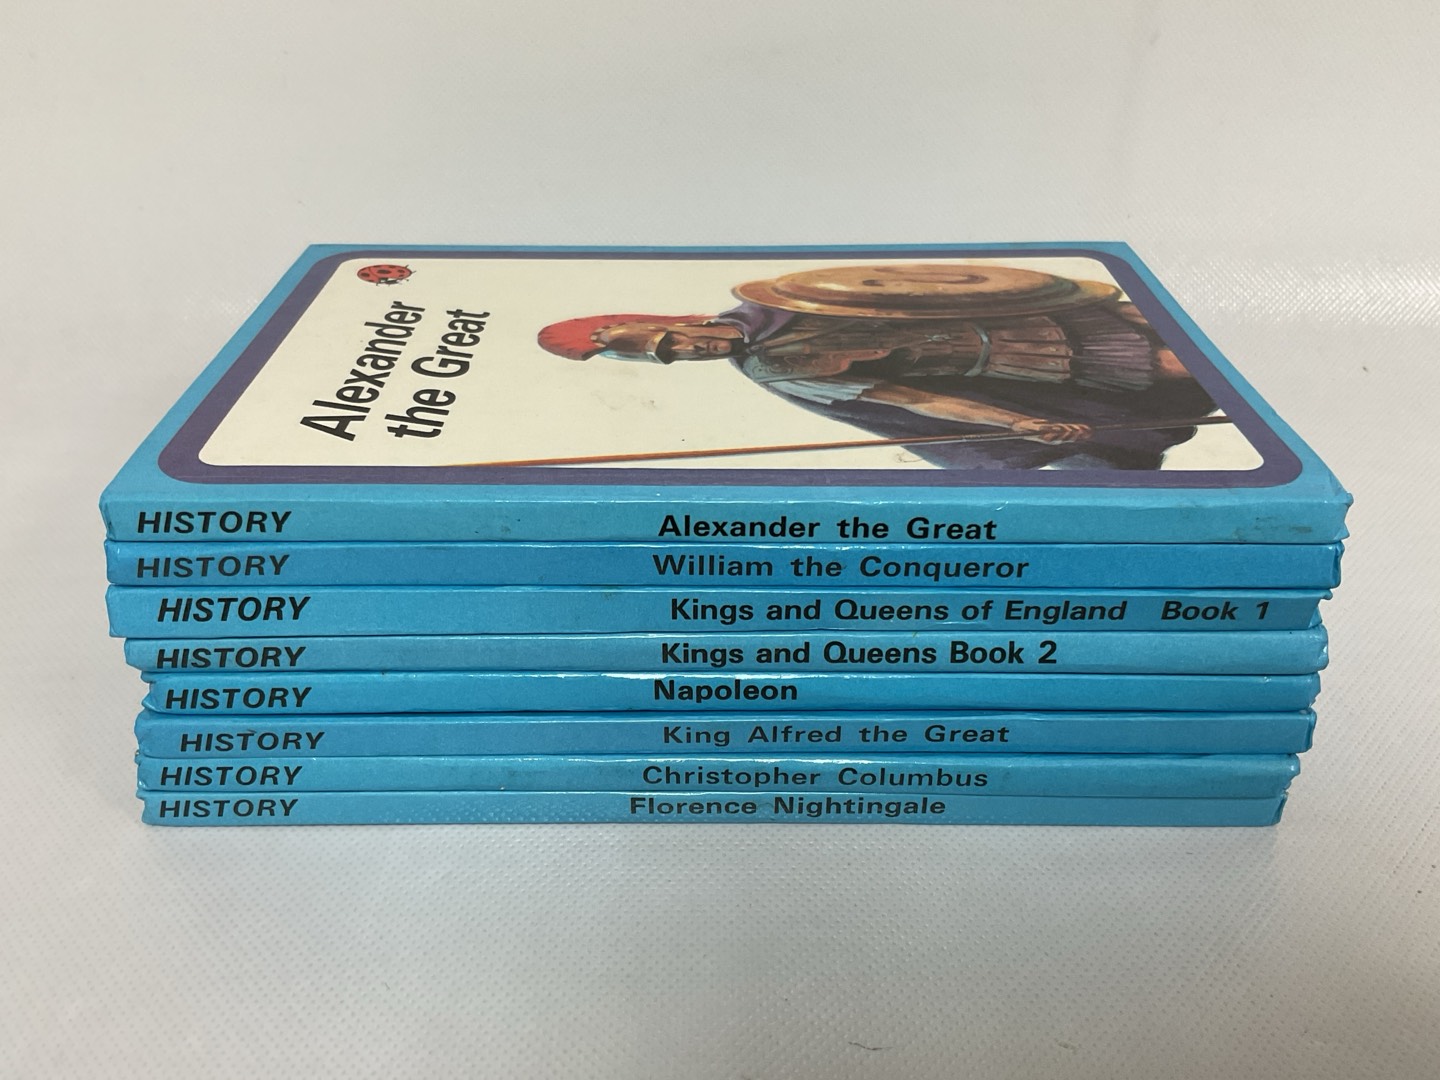 Alexander
the Great
HISTORY Alexander the Great
HISTORY William the Conqueror
HISTORY Kings and Queens of England Book 1
HISTORY Kings and Queens Book 2
HISTORY Napoleon
HISTORY King Alfred the Great
HISTORY Christopher Columbus
HISTORY Florence Nightingale